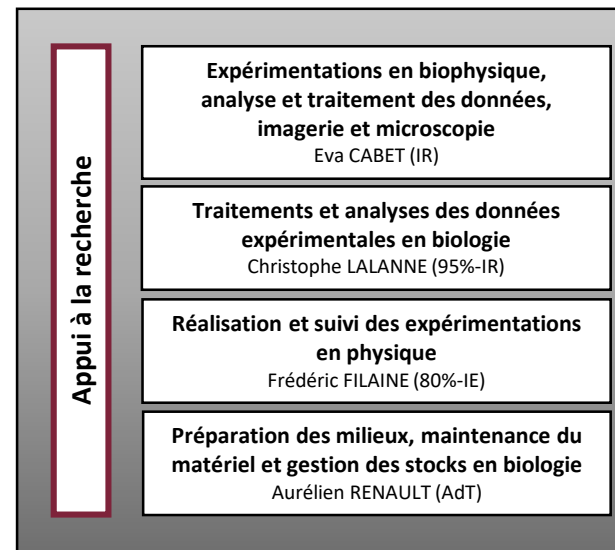 Appui à la recherche
Expérimentations en biophysique,
analyse et traitement des données,
imagerie et microscopie
Eva CABET (IR)
Traitements et analyses des données
expérimentales en biologie
Christophe LALANNE (95%-IR)
Réalisation et suivi des expérimentations
en physique
Frédéric FILAINE (80%-IE)
Préparation des milieux, maintenance du
matériel et gestion des stocks en biologie
Aurélien RENAULT (AdT)